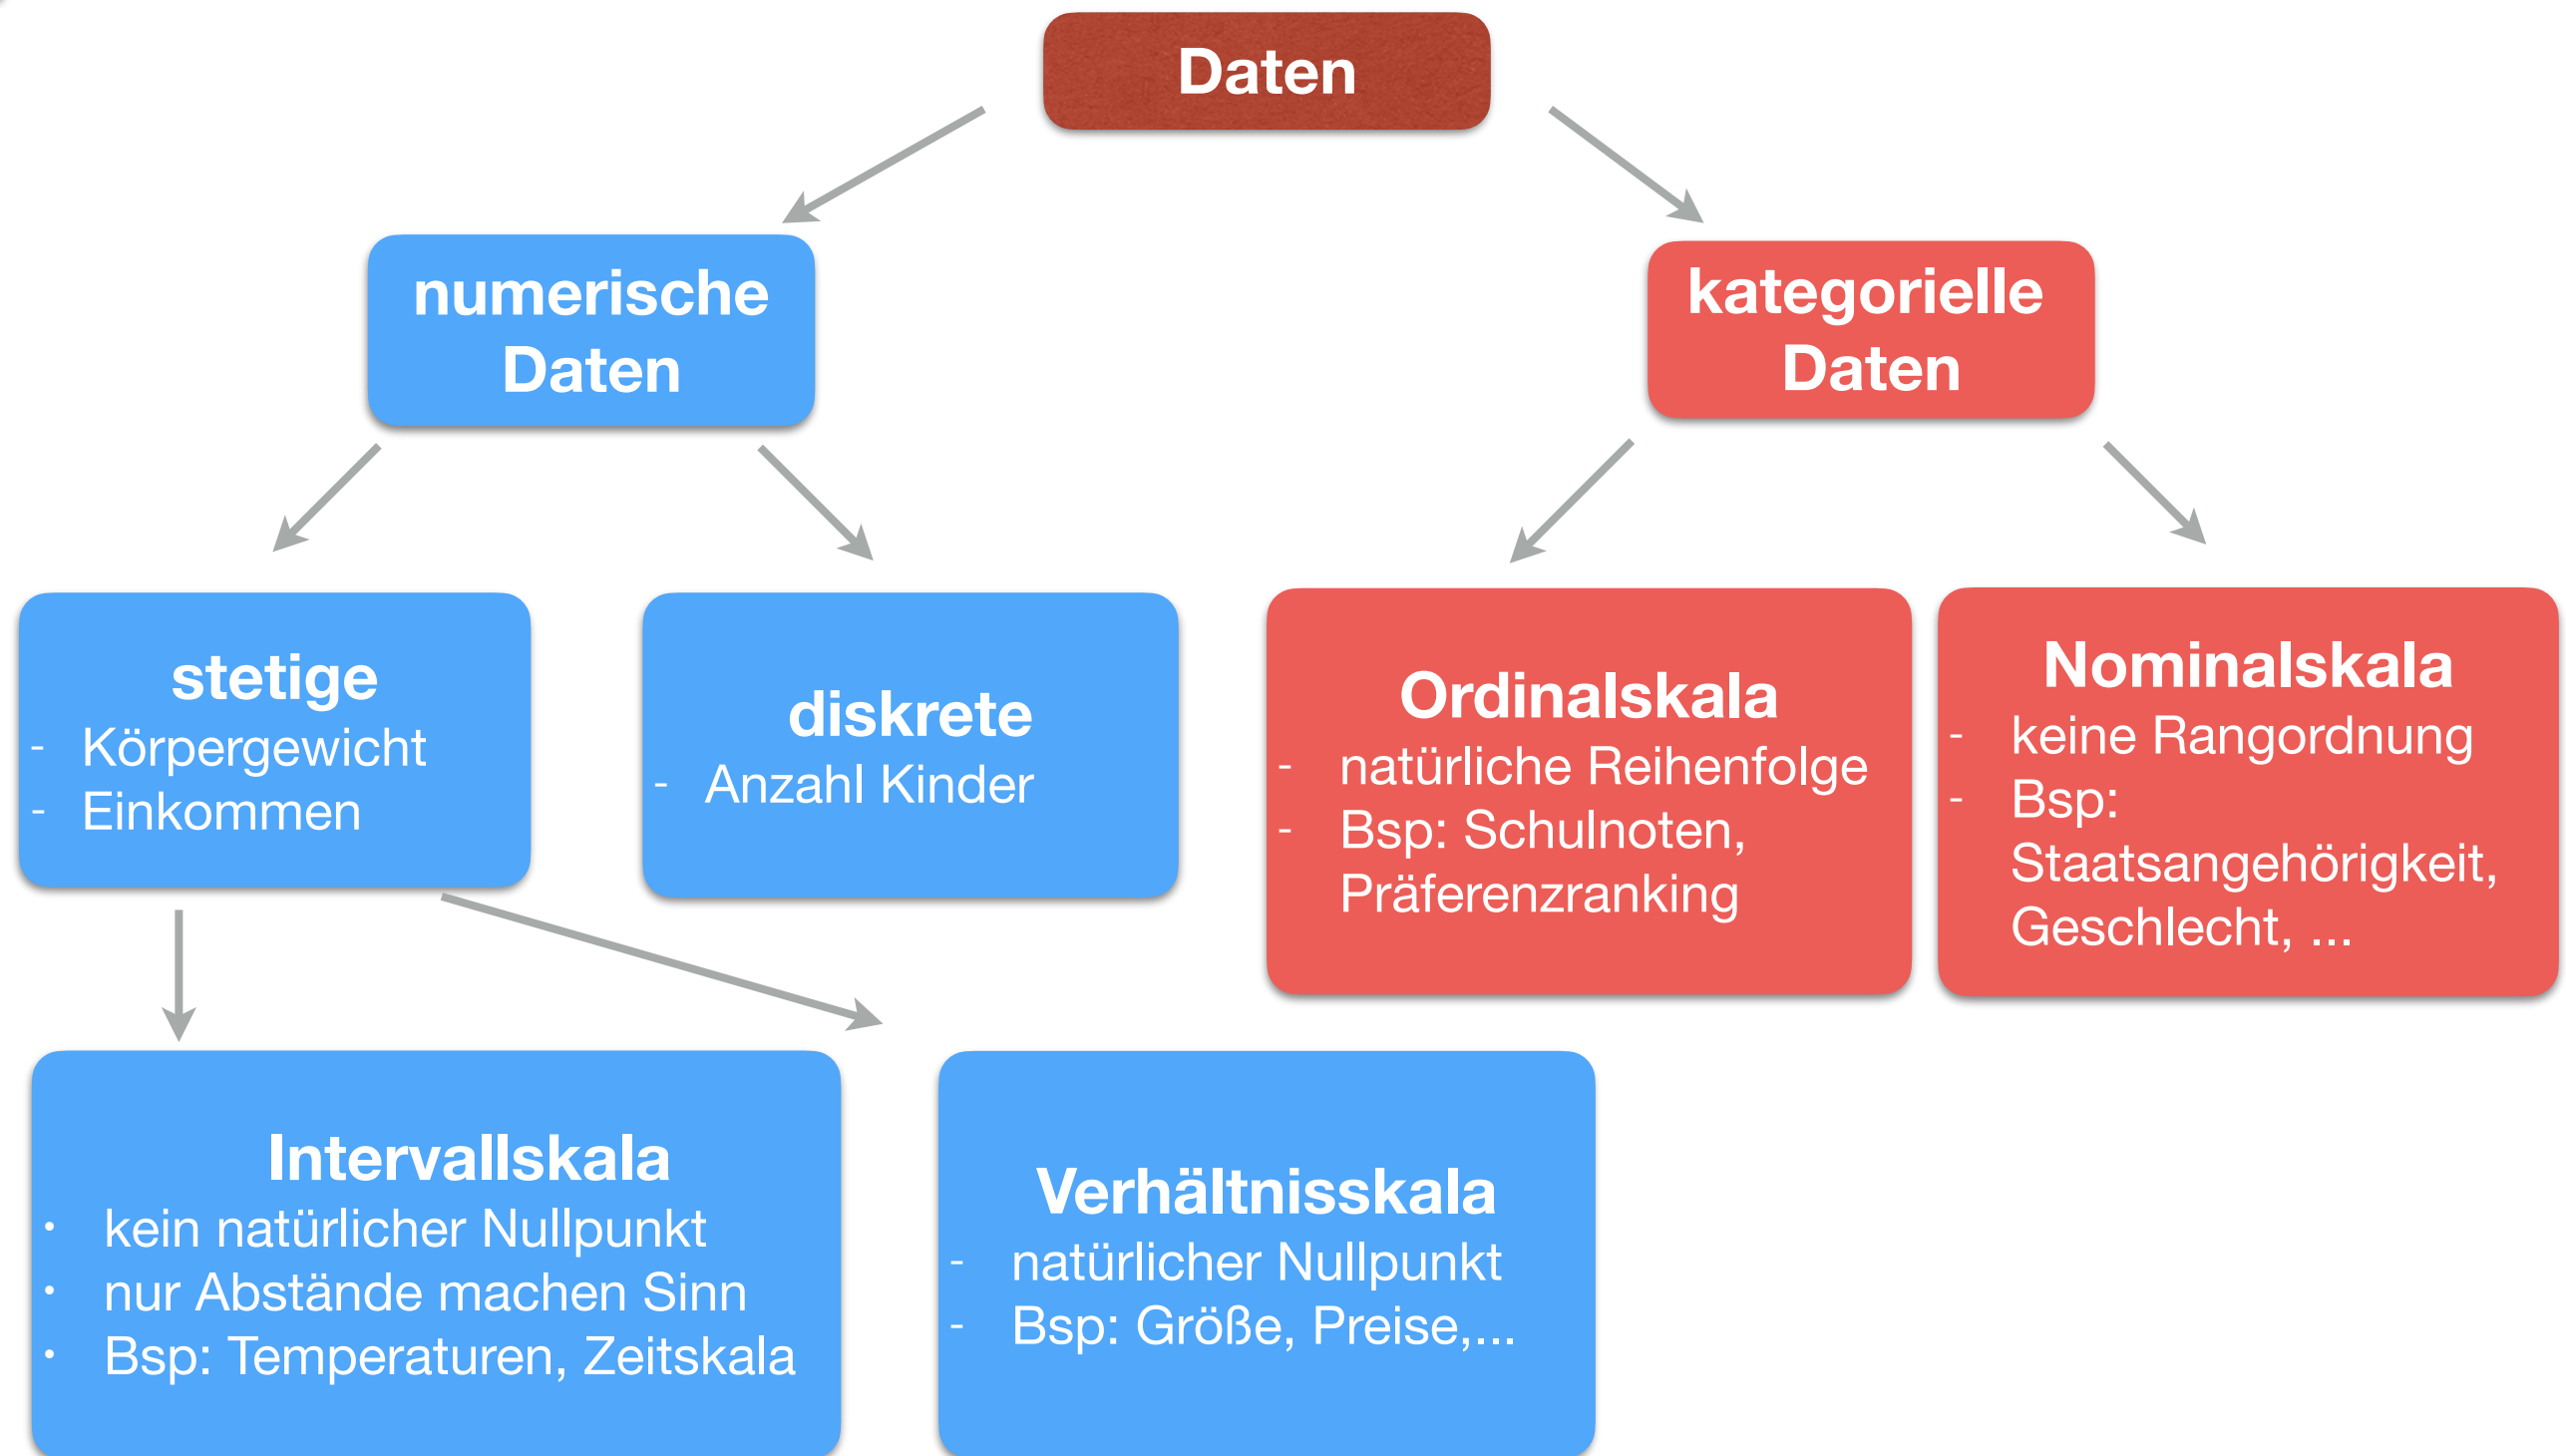 Daten
numerische
Daten
kategorielle
Daten
stetige
- Körpergewicht
- Einkommen
diskrete
- Anzahl Kinder
Ordinalskala
- natürliche Reihenfolge
- Bsp: Schulnoten,
Präferenzranking
Nominalskala
- keine Rangordnung
- Bsp:
Staatsangehörigkeit,
Geschlecht, ...
Intervallskala
• kein natürlicher Nullpunkt
• nur Abstände machen Sinn
• Bsp: Temperaturen, Zeitskala
Verhältnisskala
- natürlicher Nullpunkt
- Bsp: Größe, Preise,...